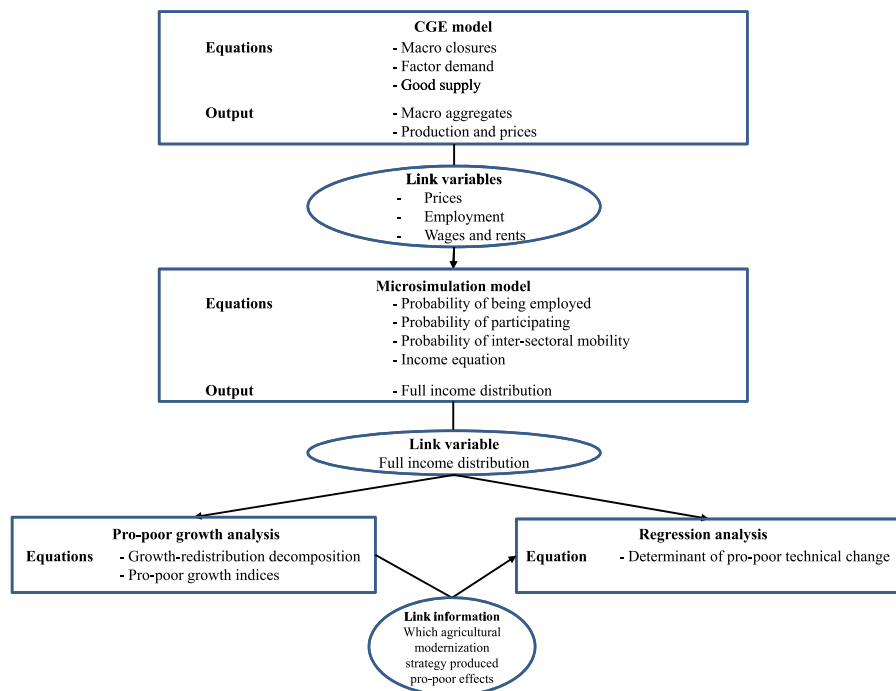 CGE model
Equations - Macro closures
- Factor demand
- Good supply
Output - Macro aggregates
- Production and prices
Link variables
- Prices
- Employment
- Wages and rents
Microsimulation model
Equations - Probability of being employed
- Probability of participating
- Probability of inter-sectoral mobility
- Income equation
Output - Full income distribution
Link variable
Full income distribution
Pro-poor growth analysis
Equations - Growth-redistribution decomposition
- Pro-poor growth indices
Regression analysis
Equation - Determinant of pro-poor technical change
Link information
Which agricultural
modernization
strategy produced
pro-poor effects